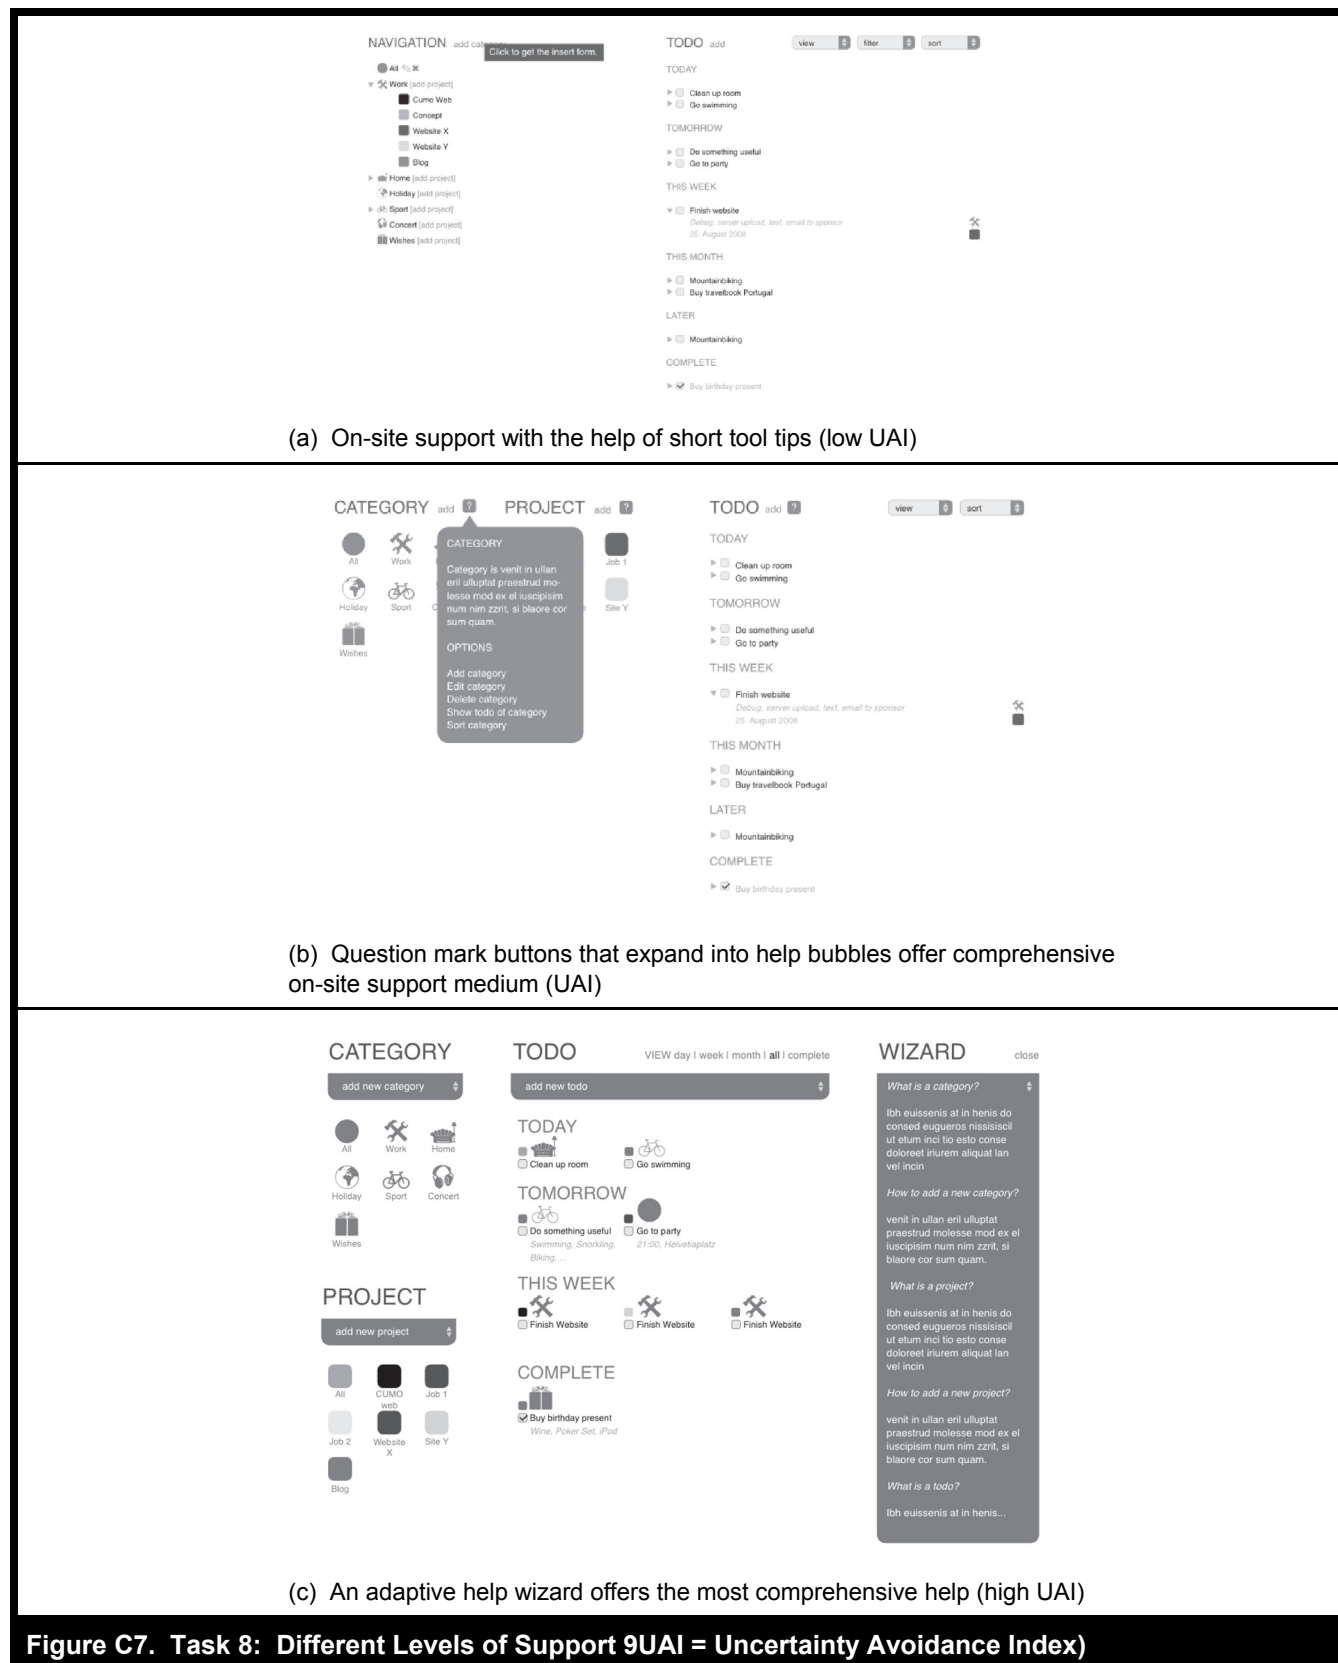 NAVIGATION add
Click to get the insert form.
All
Work [add project]
Cumo Web
Concept
Website X
Website Y
Blog
Home [add project]
Holiday [add project]
Sport [add project]
Concert [add project]
Wishes [add project]
TODO add
view filter sort
TODAY
Clean up room
Go swimming
TOMORROW
Do something useful
Go to party
THIS WEEK
Finish website
Debug, server upload, test, email to sponsor
25. August 2008
THIS MONTH
Mountainbiking
Buy travelbook Portugal
LATER
Mountainbiking
COMPLETE
Buy birthday present
(a) On-site support with the help of short tool tips (low UAI)
CATEGORY add ?
PROJECT add ?
All Work
Holiday Sport
Wishes
CATEGORY
Category is venit in ullan
eril ulluptat praestrud mo-
lesse mod ex el iuscipisim
num nim zzrit, si blaore cor
sum quam.
OPTIONS
Add category
Edit category
Delete category
Show todo of category
Sort category
Job 1
Site Y
TODO add ?
view sort
TODAY
Clean up room
Go swimming
TOMORROW
Do something useful
Go to party
THIS WEEK
Finish website
Debug, server upload, test, email to sponsor
25. August 2008
THIS MONTH
Mountainbiking
Buy travelbook Portugal
LATER
Mountainbiking
COMPLETE
Buy birthday present
(b) Question mark buttons that expand into help bubbles offer comprehensive
on-site support medium (UAI)
CATEGORY
add new category
All Work Home
Holiday Sport Concert
Wishes
PROJECT
add new project
All CUMO web Job 1
Job 2 Website X Site Y
Blog
TODO
VIEW day | week | month | all | complete
add new todo
TODAY
Clean up room Go swimming
TOMORROW
Do something useful Go to party
Swimming, Snorkling, 21:00, Helvetiaplatz
Biking, ...
THIS WEEK
Finish Website Finish Website Finish Website
COMPLETE
Buy birthday present
Wine, Poker Set, iPod
WIZARD close
What is a category?
Ibh euissenis at in henis do
consed eugueros nissisiscil
ut etum inci tio esto conse
doloreet iriurem aliquat lan
vel incin
How to add a new category?
venit in ullan eril ulluptat
praestrud molesse mod ex el
iuscipisim num nim zzrit, si
blaore cor sum quam.
What is a project?
Ibh euissenis at in henis do
consed eugueros nissisiscil
ut etum inci tio esto conse
doloreet iriurem aliquat lan
vel incin
How to add a new project?
venit in ullan eril ulluptat
praestrud molesse mod ex el
iuscipisim num nim zzrit, si
blaore cor sum quam.
What is a todo?
Ibh euissenis at in henis...
(c) An adaptive help wizard offers the most comprehensive help (high UAI)
Figure C7. Task 8: Different Levels of Support 9UAI = Uncertainty Avoidance Index)